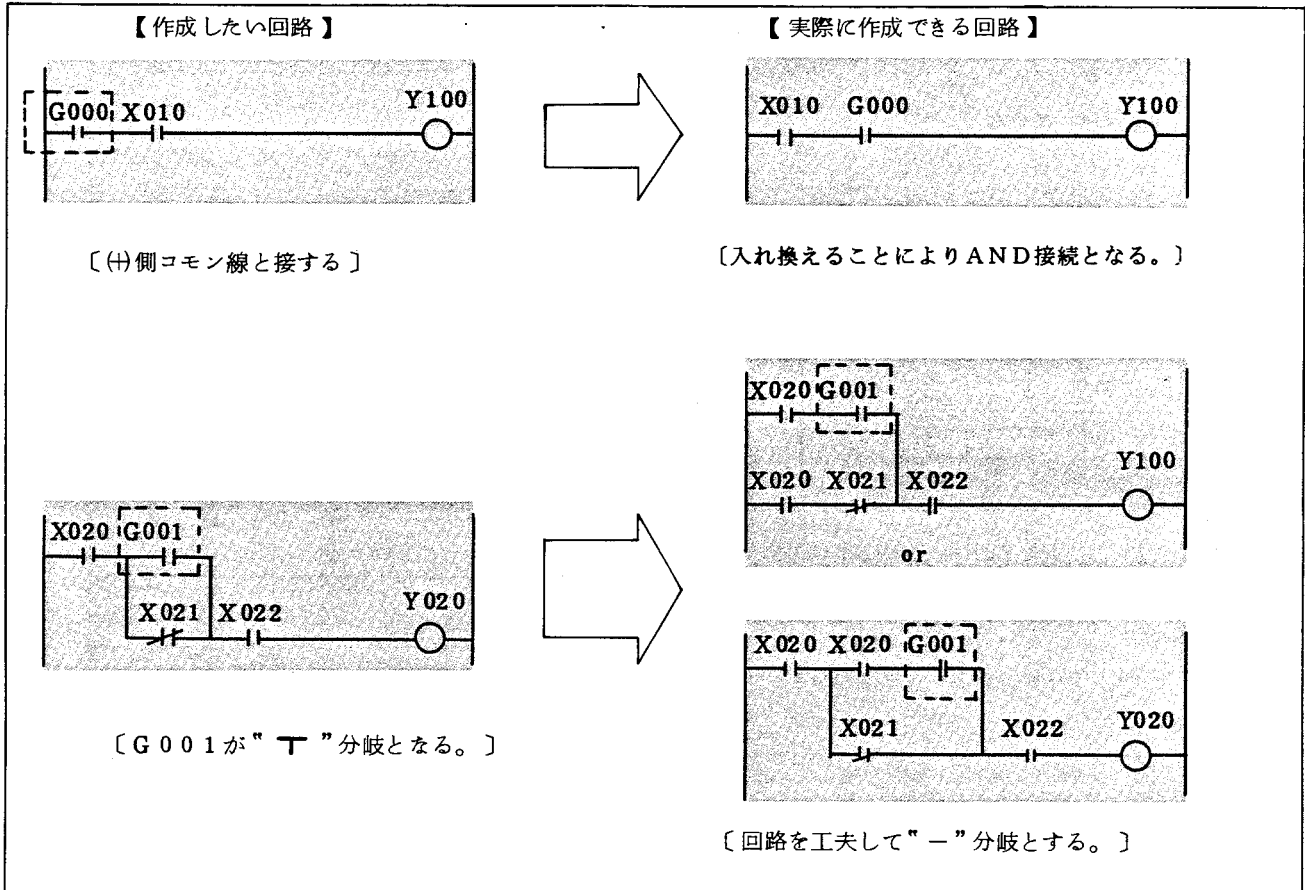 【作成したい回路】
【実際に作成できる回路】
G000 X010 Y100
X010 G000 Y100
〔(+)側コモン線と接する〕
〔入れ換えることによりAND接続となる。〕
X020 G001
X020 X021 X022 Y100
or
X020 G001
X021 X022 Y020
X020 X020 G001
X021 X022 Y020
〔G001が“┳”分岐となる。〕
〔回路を工夫して“－”分岐とする。〕